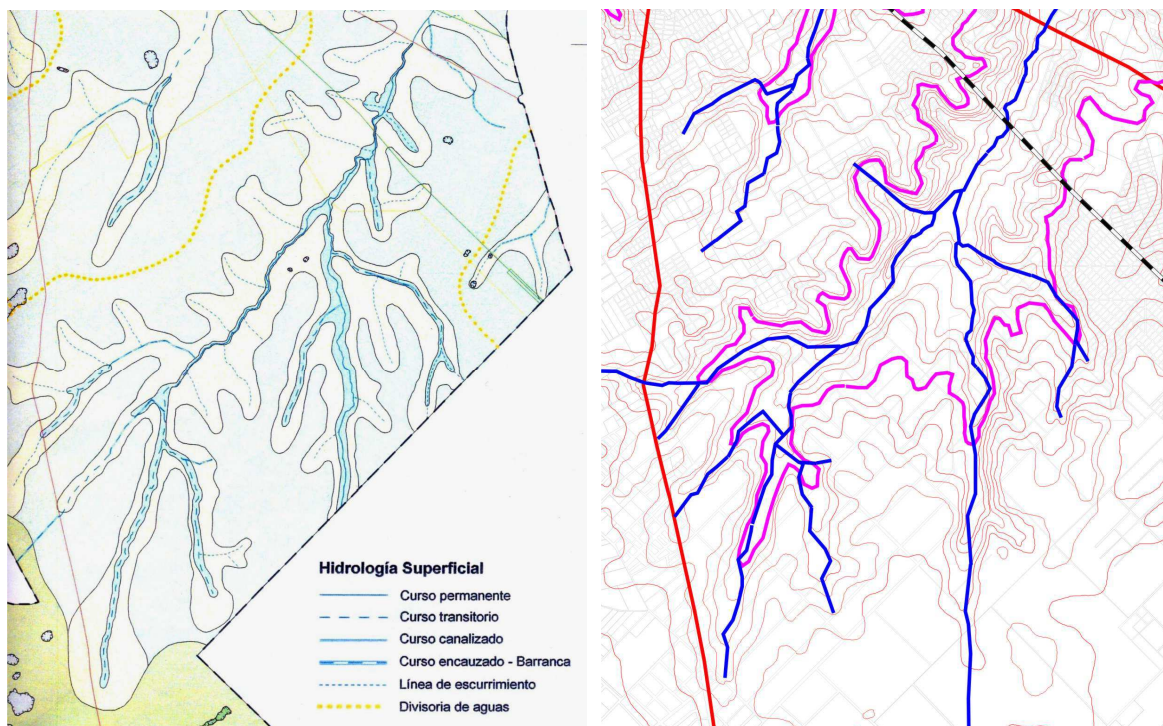 Hidrología Superficial
Curso permanente
Curso transitorio
Curso canalizado
Curso encauzado - Barranca
Línea de escurrimiento
Divisoria de aguas